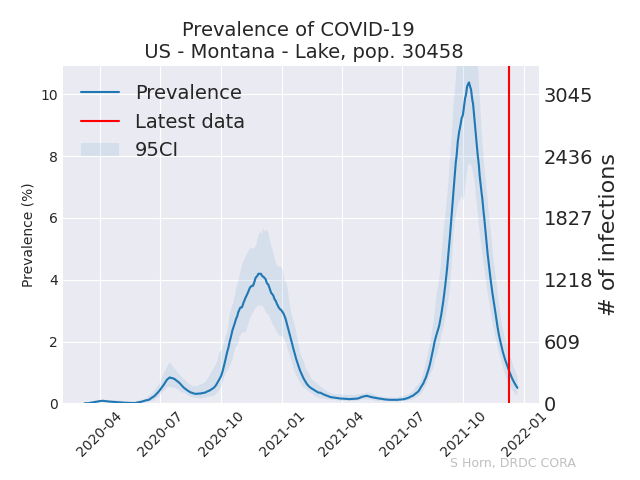 Prevalence of COVID-19
US - Montana - Lake, pop. 30458
Prevalence
Latest data
95CI
Prevalence (%)
10
8
6
4
2
0
3045
2436
1827
1218
609
0
# of infections
2020-04
2020-07
2020-10
2021-01
2021-04
2021-07
2021-10
2022-01
S Horn, DRDC CORA